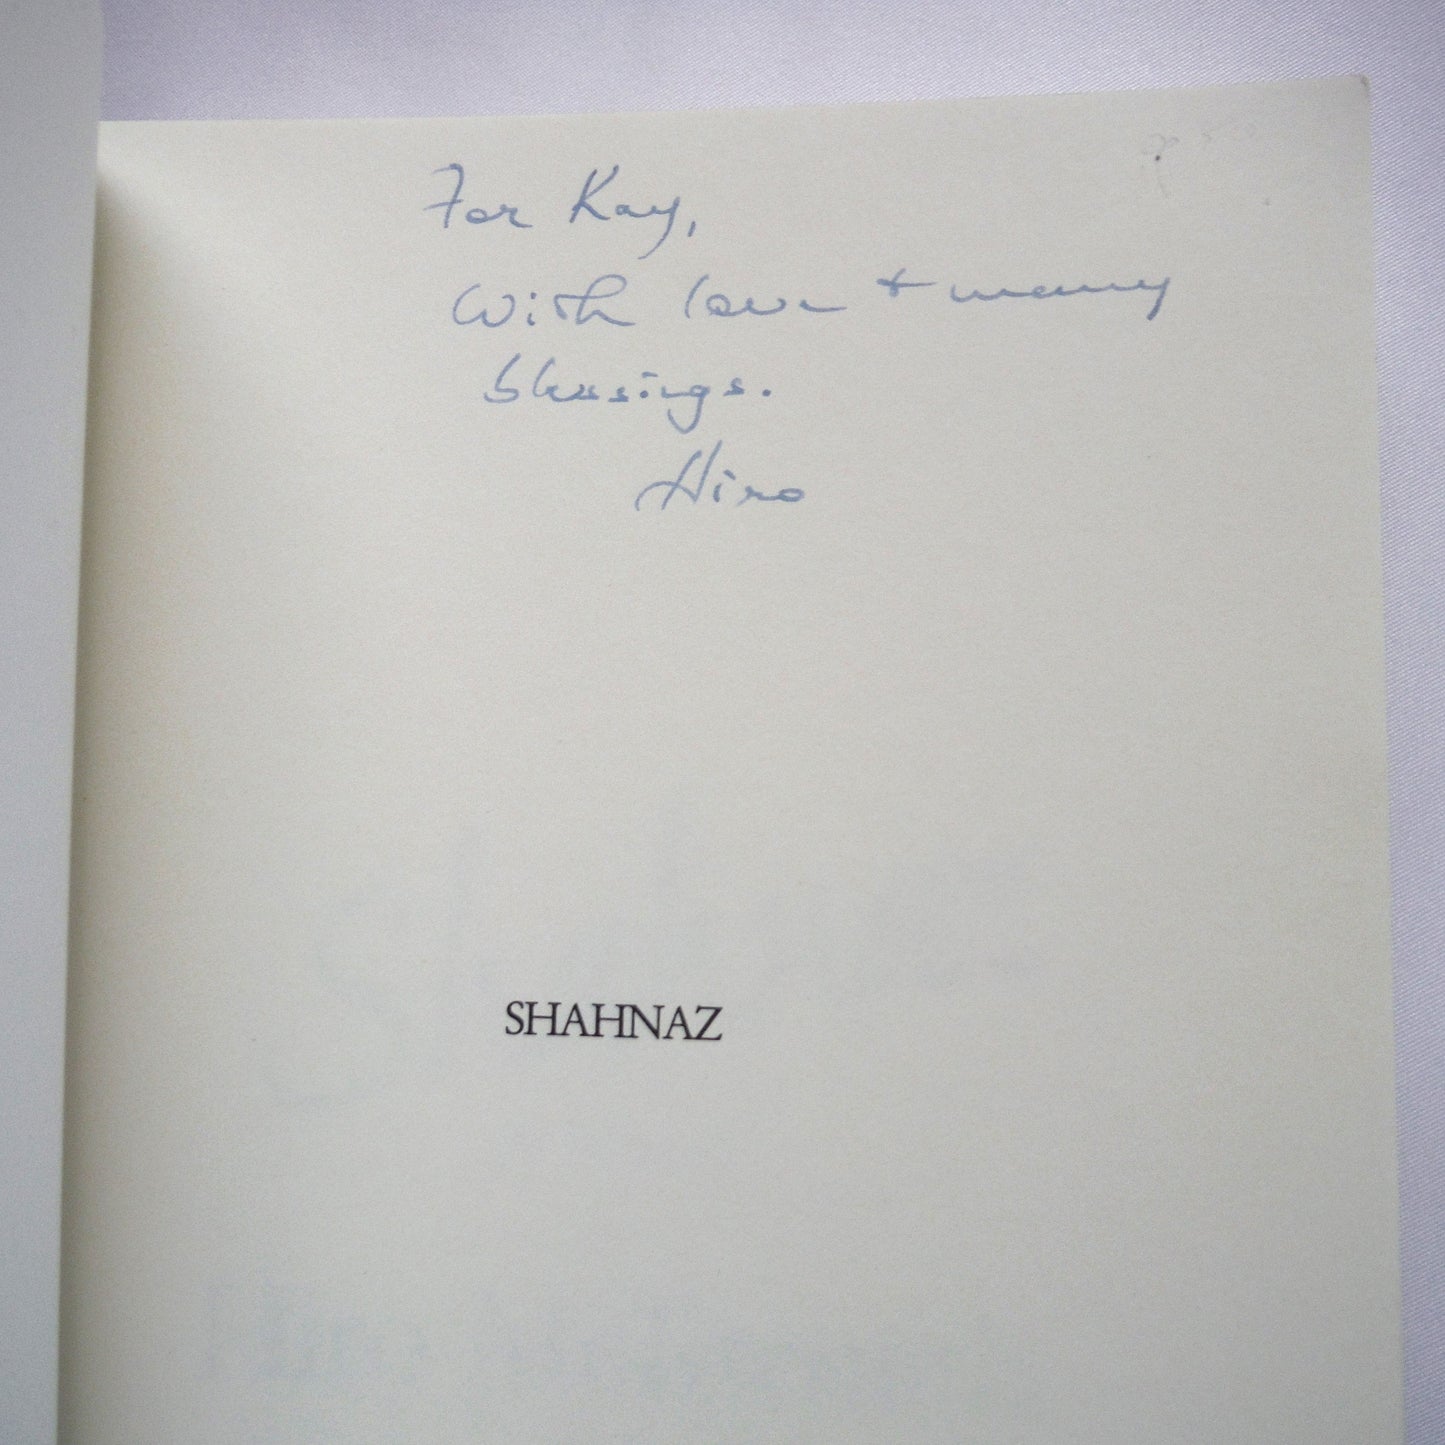 For Kay,
With love + many
blessings.
Hiro
SHAHNAZ